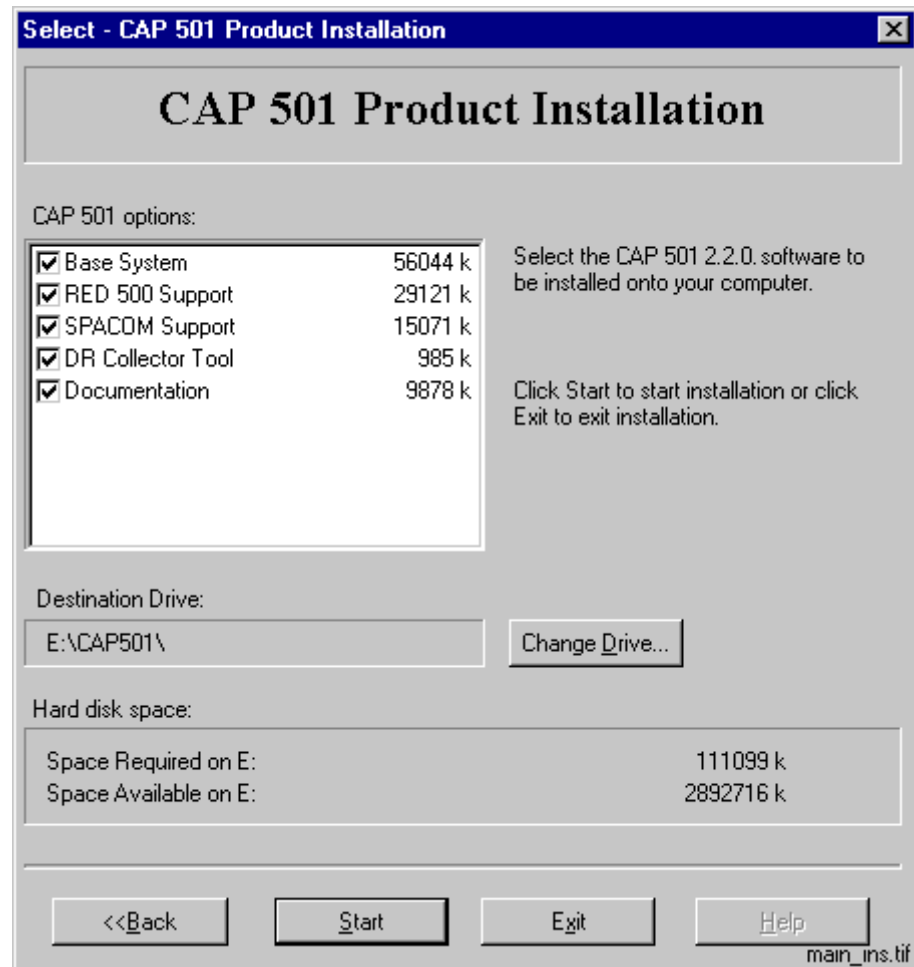 Select - CAP 501 Product Installation
CAP 501 Product Installation
CAP 501 options:
Base System 56044 k
RED 500 Support 29121 k
SPACOM Support 15071 k
DR Collector Tool 985 k
Documentation 9878 k
Select the CAP 501 2.2.0. software to
be installed onto your computer.
Click Start to start installation or click
Exit to exit installation.
Destination Drive:
E:\CAP501\
Change Drive...
Hard disk space:
Space Required on E: 111099 k
Space Available on E: 2892716 k
<<Back Start Exit Help
main_ins.tif